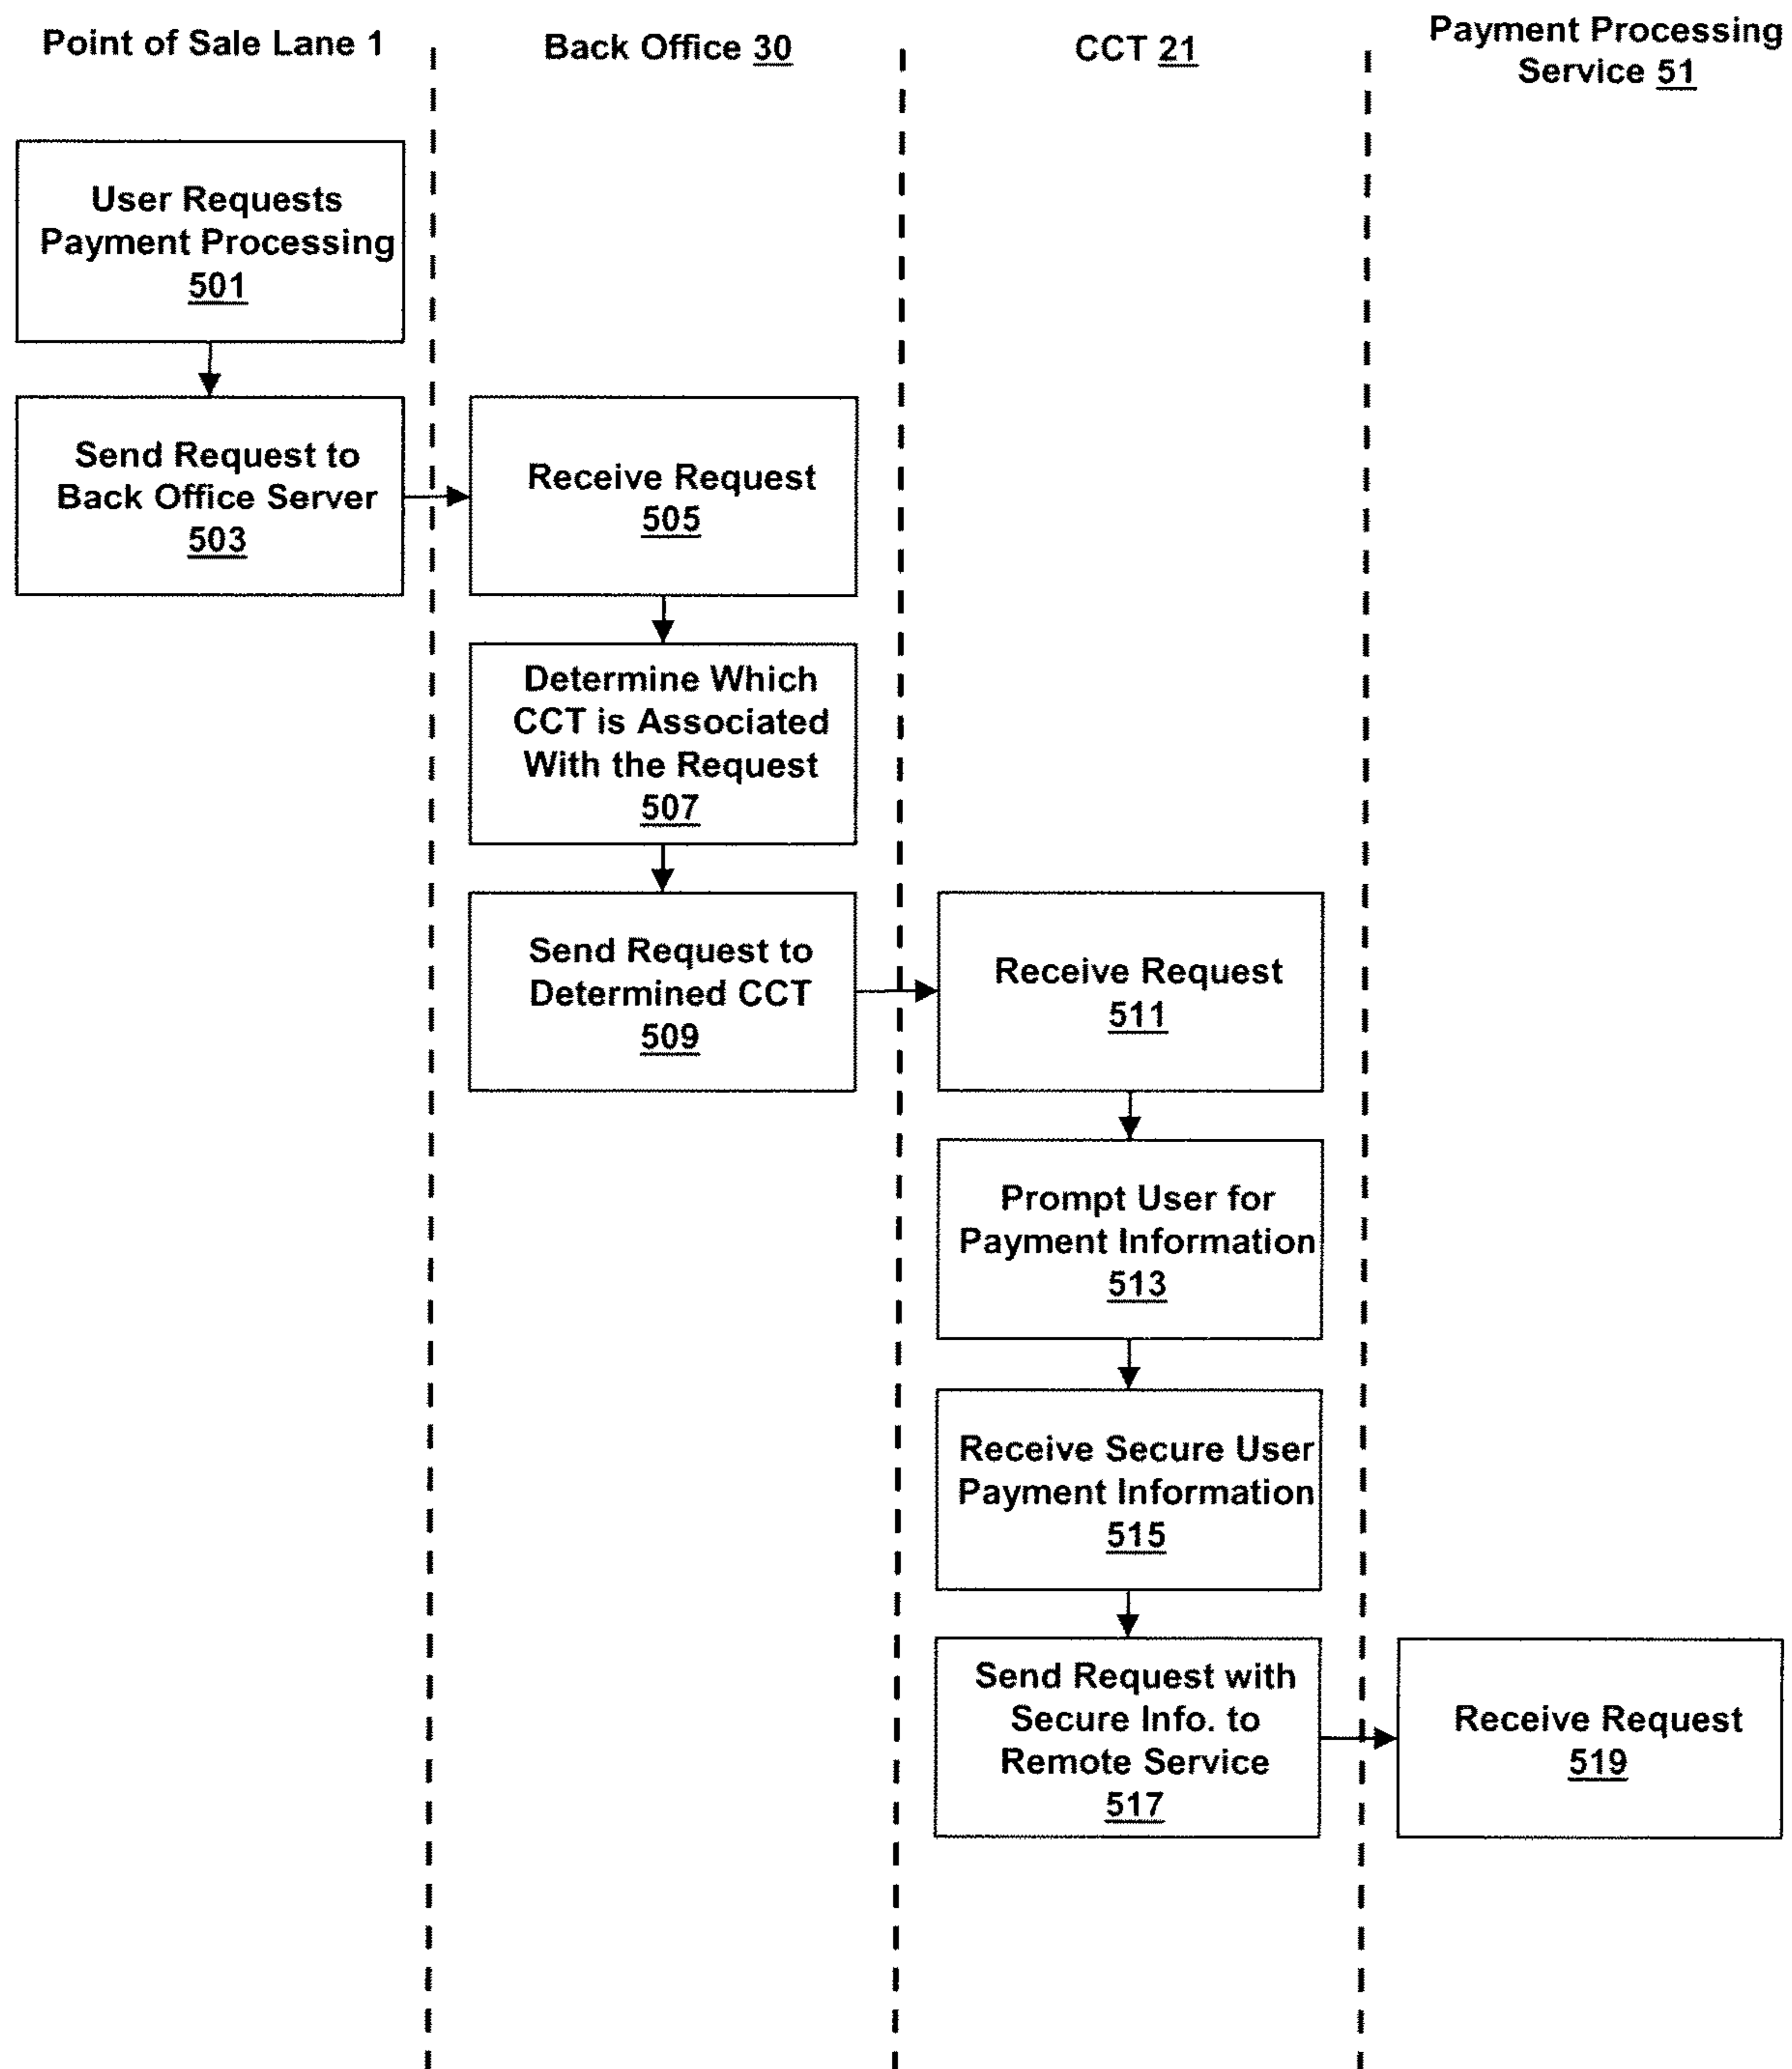 Point of Sale Lane 1
Back Office 30
CCT 21
Payment Processing
Service 51
User Requests
Payment Processing
501
Send Request to
Back Office Server
503
Receive Request
505
Determine Which
CCT is Associated
With the Request
507
Send Request to
Determined CCT
509
Receive Request
511
Prompt User for
Payment Information
513
Receive Secure User
Payment Information
515
Send Request with
Secure Info. to
Remote Service
517
Receive Request
519